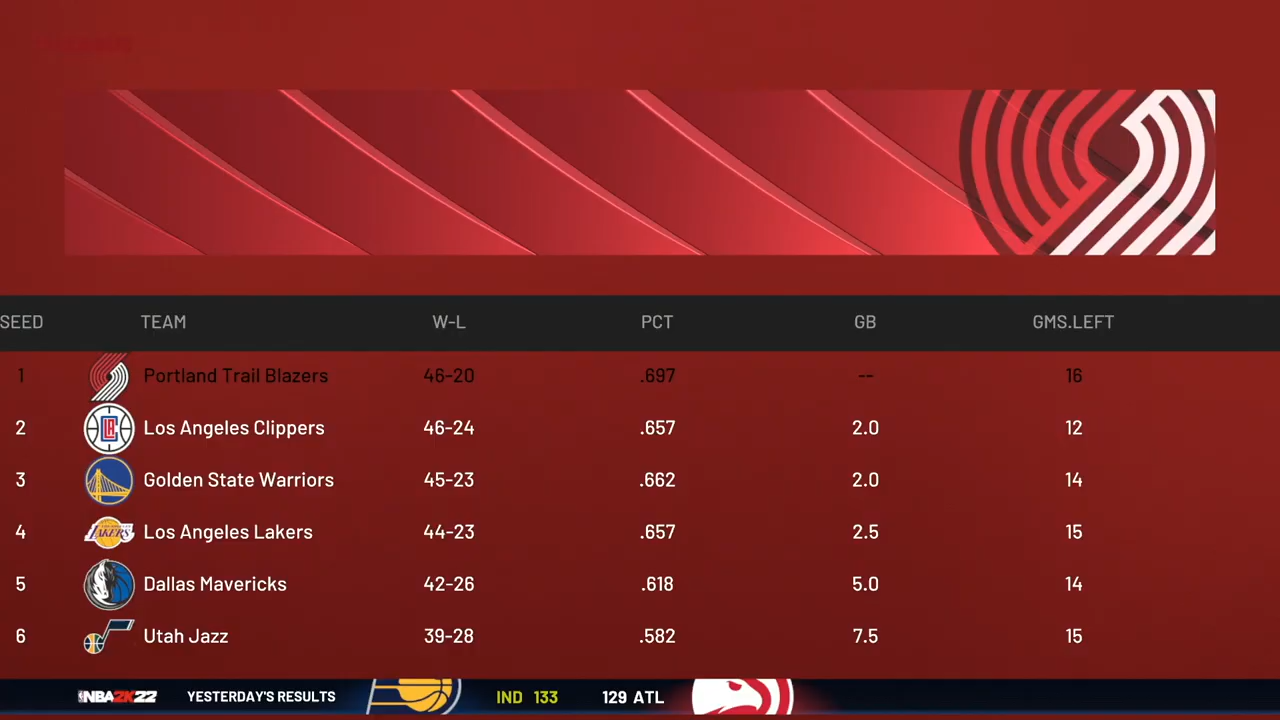 SEED TEAM W-L PCT GB GMS.LEFT
1 Portland Trail Blazers 46-20 .697 -- 16
2 Los Angeles Clippers 46-24 .657 2.0 12
3 Golden State Warriors 45-23 .662 2.0 14
4 LAKERS Los Angeles Lakers 44-23 .657 2.5 15
5 Dallas Mavericks 42-26 .618 5.0 14
6 Utah Jazz 39-28 .582 7.5 15
NBA2K22 YESTERDAY'S RESULTS IND 133 129 ATL